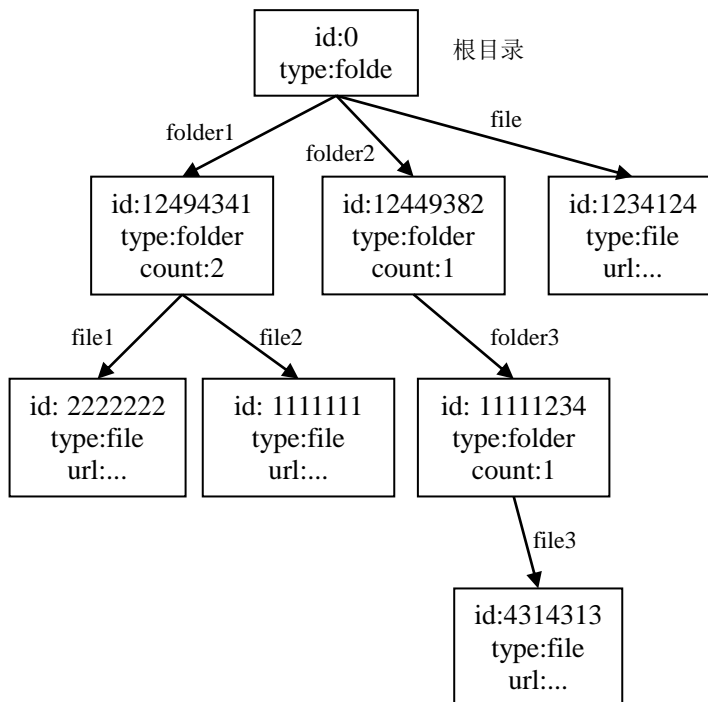 id:0
type:folde
根目录
folder1
folder2
file
id:12494341
type:folder
count:2
id:12449382
type:folder
count:1
id:1234124
type:file
url:...
file1
file2
folder3
id: 2222222
type:file
url:...
id: 1111111
type:file
url:...
id: 11111234
type:folder
count:1
file3
id:4314313
type:file
url:...